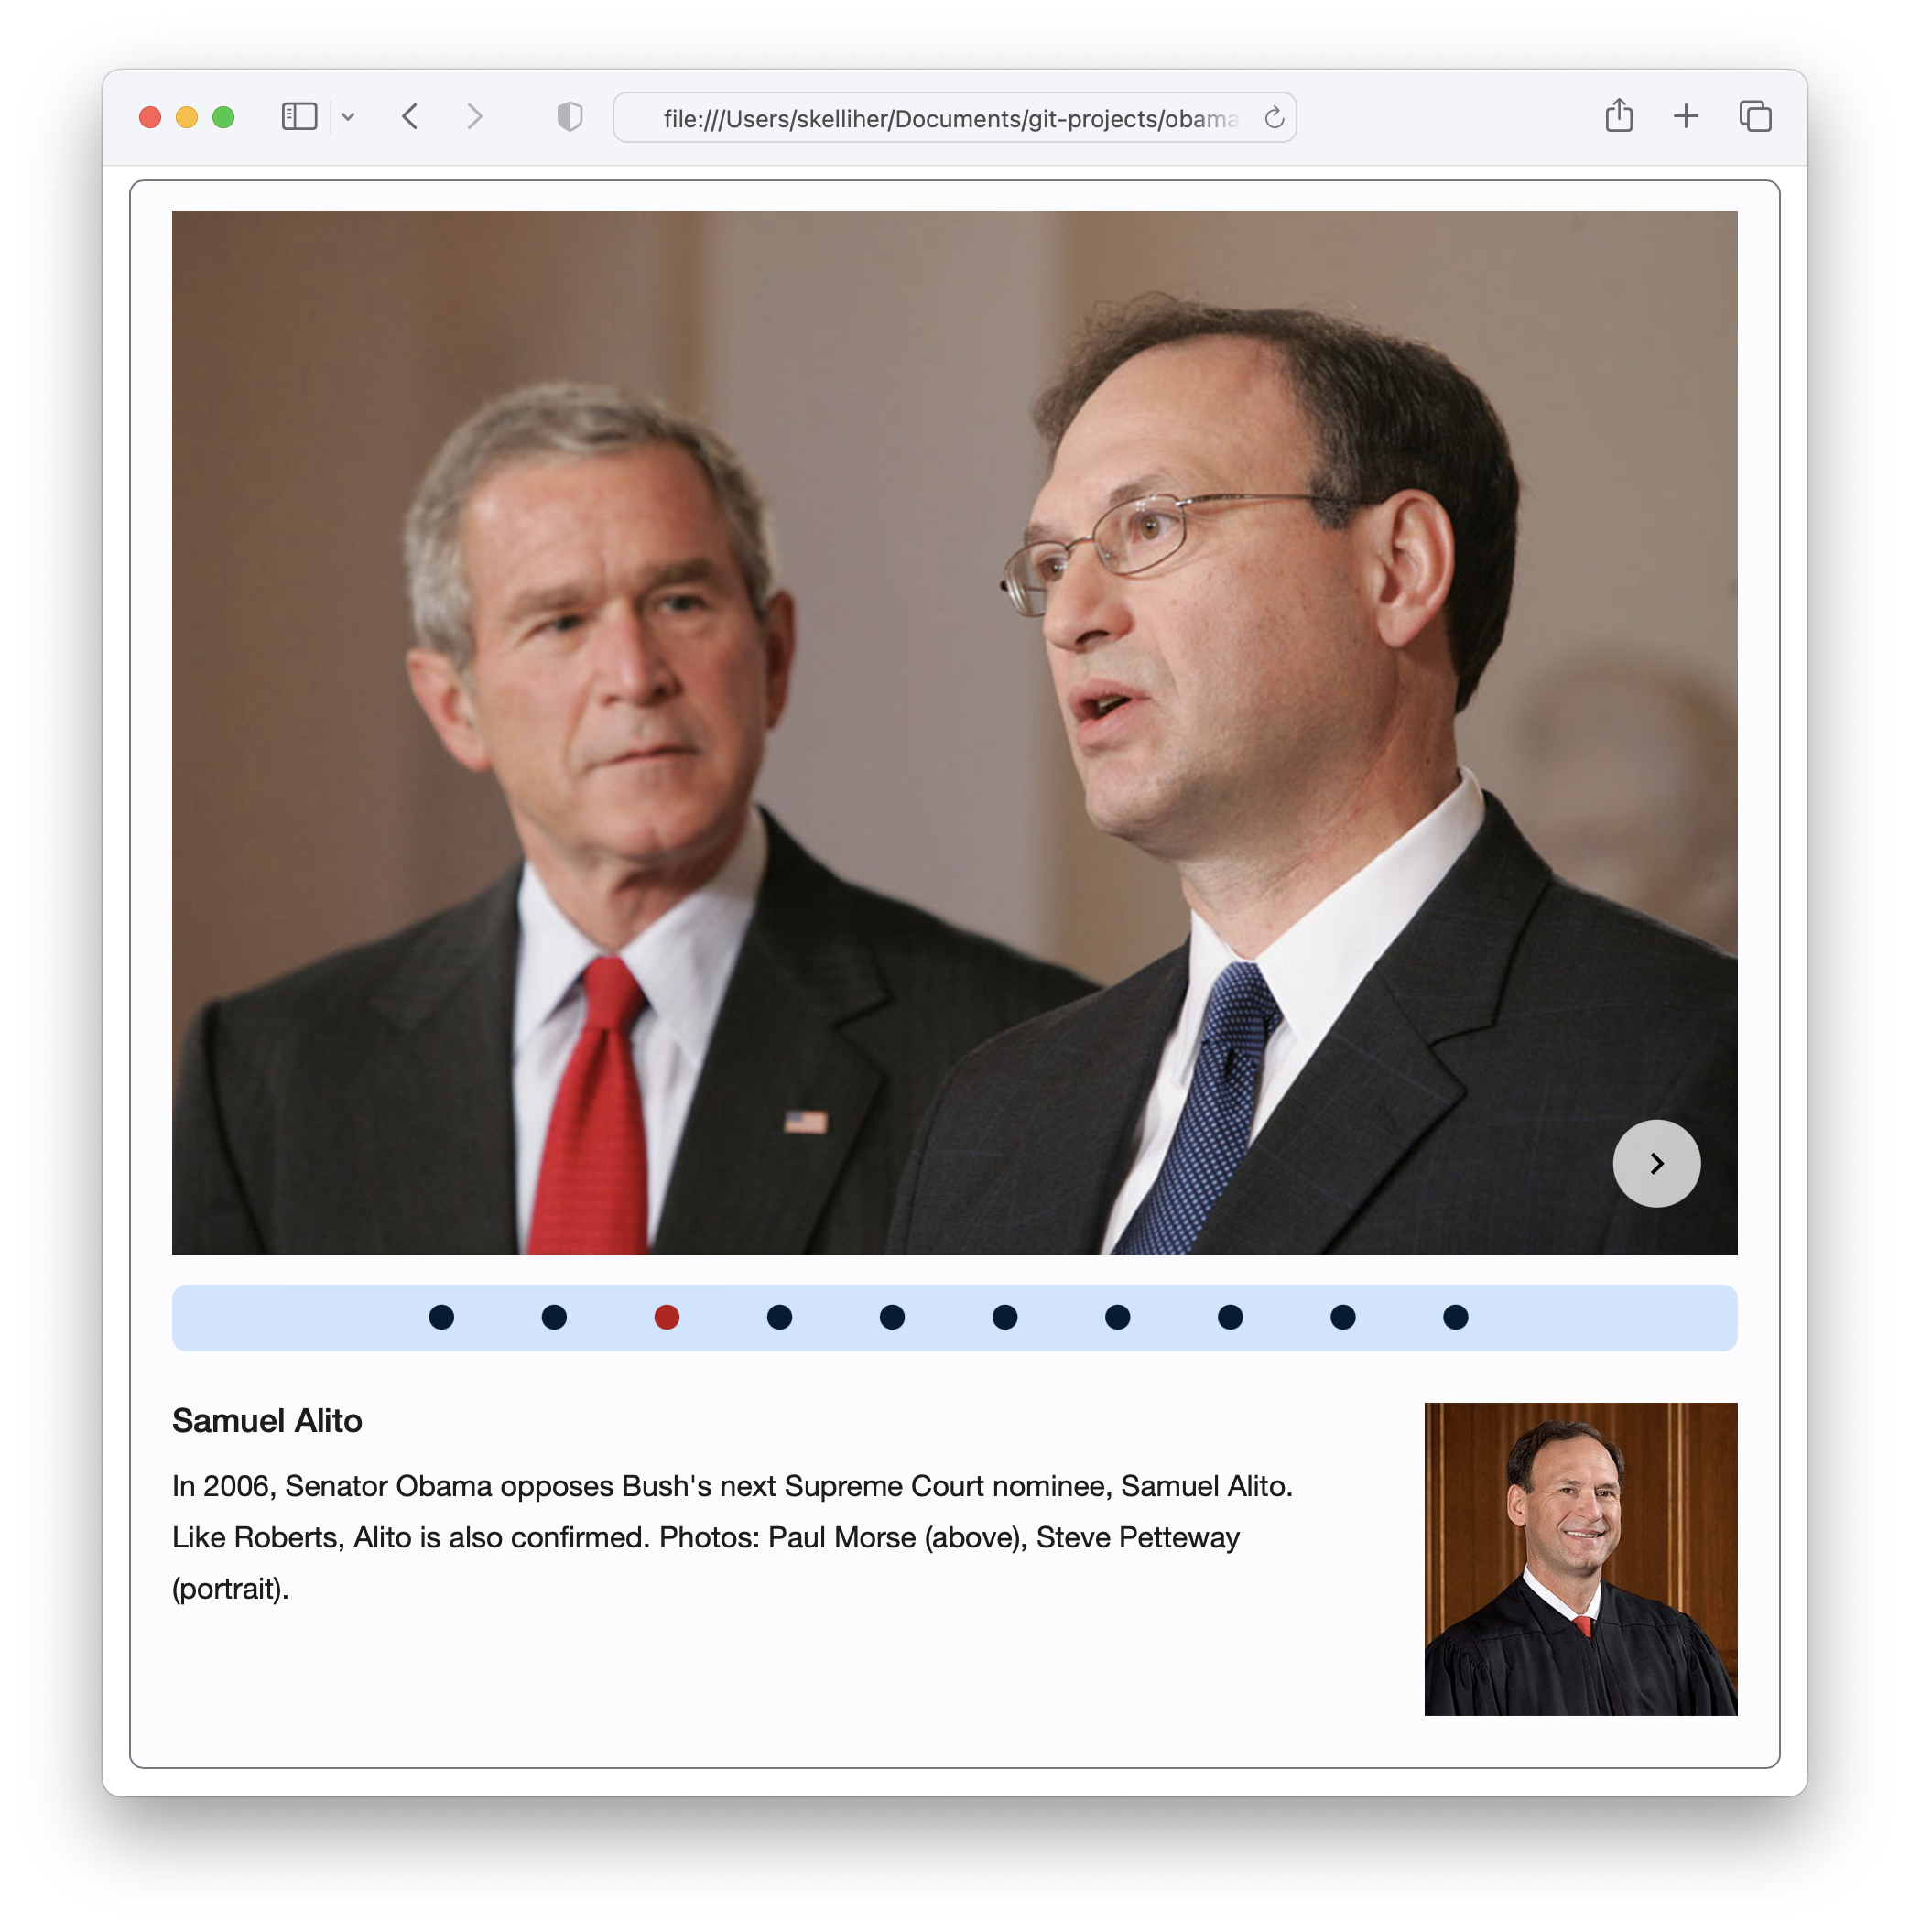 file:///Users/skelliher/Documents/git-projects/obama
Samuel Alito
In 2006, Senator Obama opposes Bush's next Supreme Court nominee, Samuel Alito.
Like Roberts, Alito is also confirmed. Photos: Paul Morse (above), Steve Petteway
(portrait).